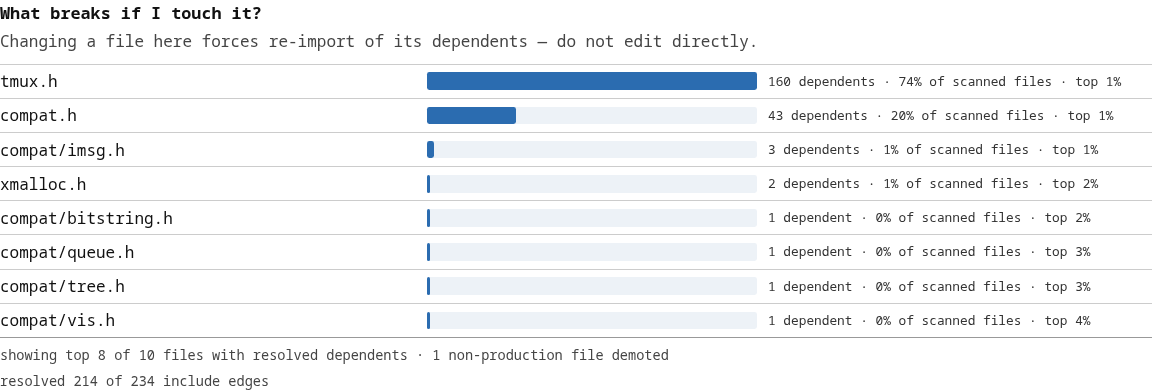 What breaks if I touch it?
Changing a file here forces re-import of its dependents — do not edit directly.
tmux.h 160 dependents · 74% of scanned files · top 1%
compat.h 43 dependents · 20% of scanned files · top 1%
compat/imsg.h 3 dependents · 1% of scanned files · top 1%
xmalloc.h 2 dependents · 1% of scanned files · top 2%
compat/bitstring.h 1 dependent · 0% of scanned files · top 2%
compat/queue.h 1 dependent · 0% of scanned files · top 3%
compat/tree.h 1 dependent · 0% of scanned files · top 3%
compat/vis.h 1 dependent · 0% of scanned files · top 4%
showing top 8 of 10 files with resolved dependents · 1 non-production file demoted
resolved 214 of 234 include edges